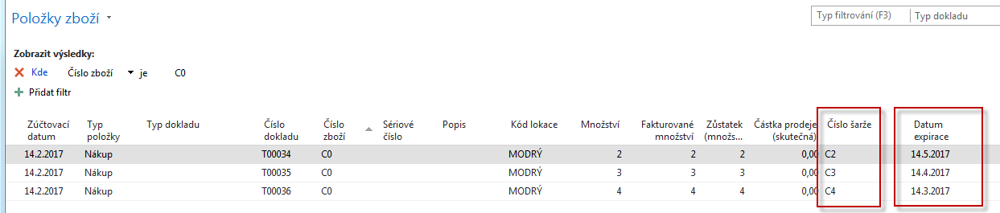 Položky zboží
Typ filtrování (F3) Typ dokladu
Zobrazit výsledky:
Kde Číslo zboží je C0
Přidat filtr
Zúčtovací datum Typ položky Typ dokladu Číslo dokladu Číslo zboží Sériové číslo Popis Kód lokace Množství Fakturované množství Zůstatek (množs... Částka prodeje (skutečná) Číslo šarže Datum expirace
14.2.2017 Nákup T00034 C0 MODRÝ 2 2 2 0,00 C2 14.5.2017
14.2.2017 Nákup T00035 C0 MODRÝ 3 3 3 0,00 C3 14.4.2017
14.2.2017 Nákup T00036 C0 MODRÝ 4 4 4 0,00 C4 14.3.2017